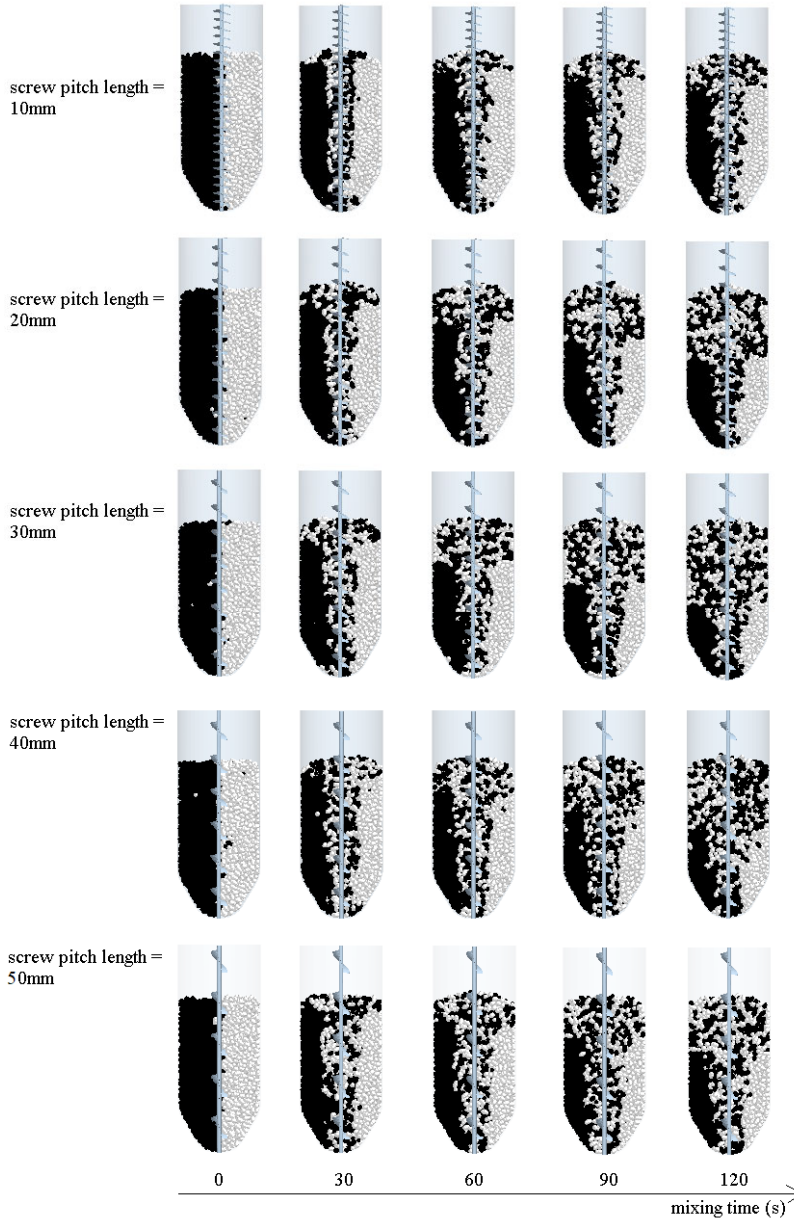 screw pitch length =
10mm
screw pitch length =
20mm
screw pitch length =
30mm
screw pitch length =
40mm
screw pitch length =
50mm
0 30 60 90 120
mixing time (s)